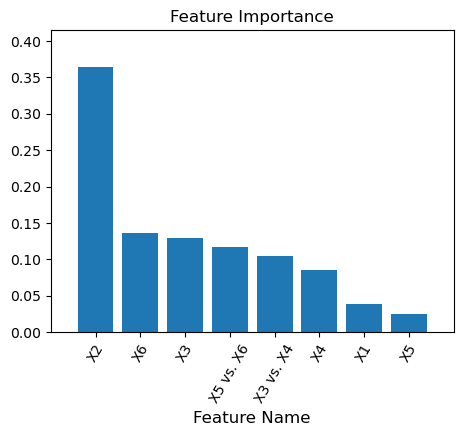 Feature Importance
0.40
0.35
0.30
0.25
0.20
0.15
0.10
0.05
0.00
X2
X6
X3
X5 vs. X6
X3 vs. X4
X4
X1
X5
Feature Name